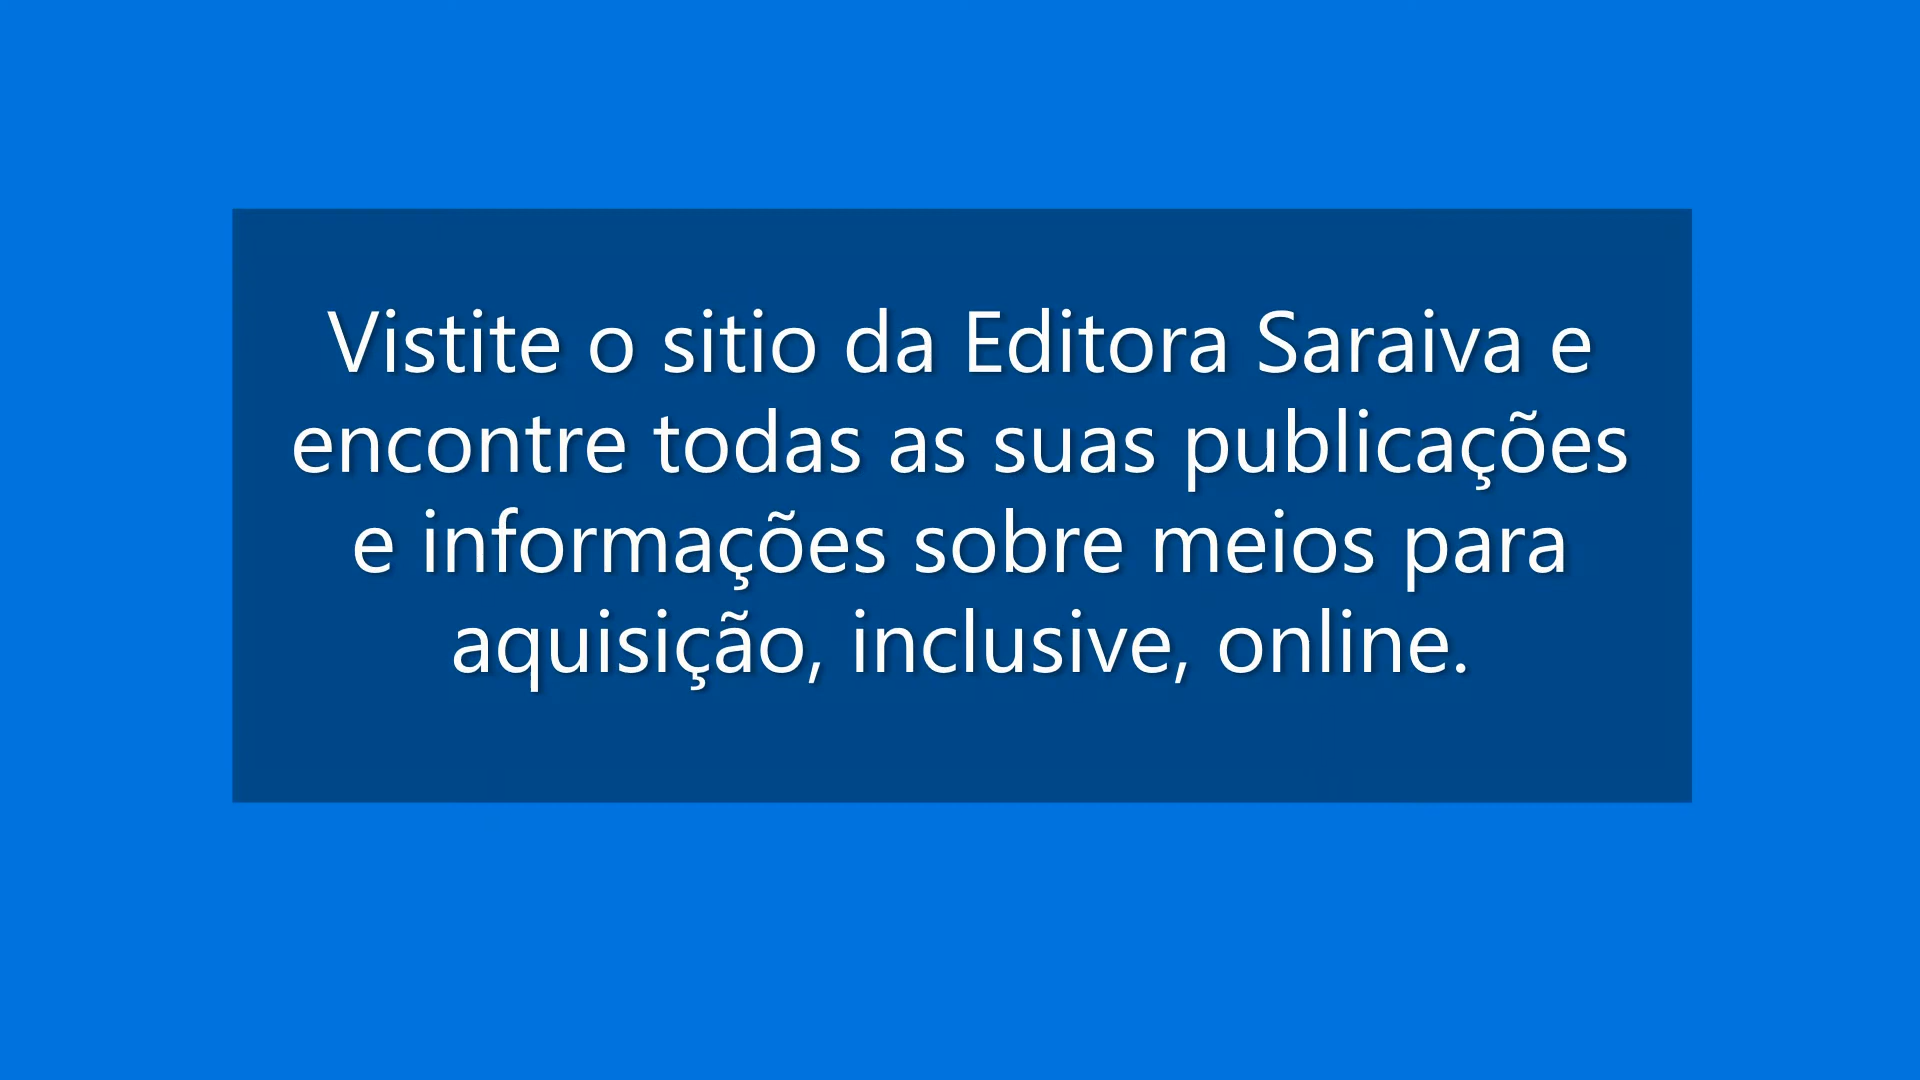 Vistite o sitio da Editora Saraiva e
encontre todas as suas publicações
e informações sobre meios para
aquisição, inclusive, online.